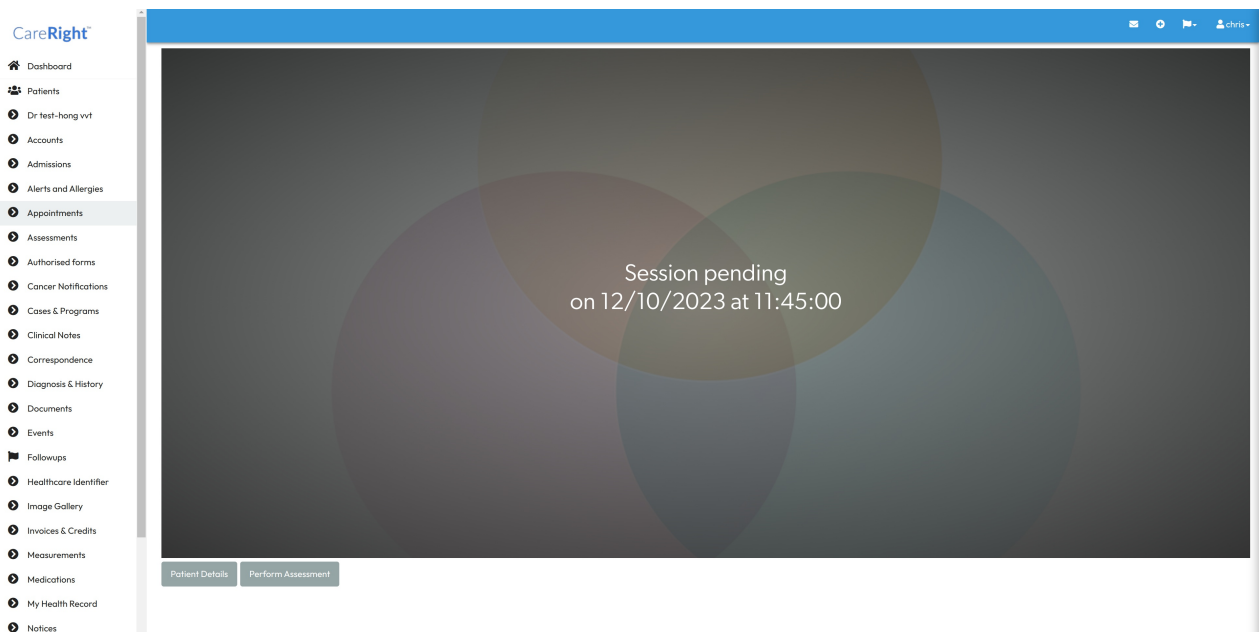 CareRight™
chris
Dashboard
Patients
Dr test-hong vvt
Accounts
Admissions
Alerts and Allergies
Appointments
Assessments
Authorised forms
Cancer Notifications
Cases & Programs
Clinical Notes
Correspondence
Diagnosis & History
Documents
Events
Followups
Healthcare Identifier
Image Gallery
Invoices & Credits
Measurements
Medications
My Health Record
Notices
Session pending
on 12/10/2023 at 11:45:00
Patient Details
Perform Assessment